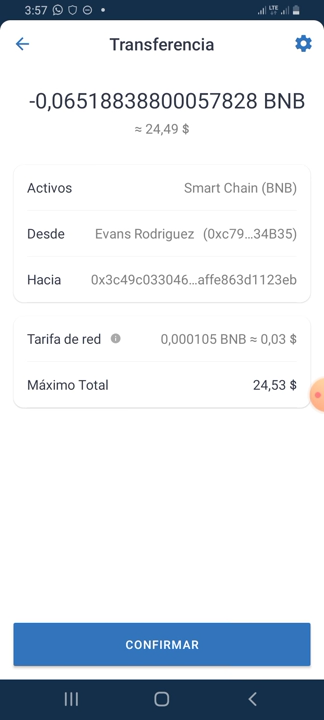 3:57
Transferencia
-0,06518838800057828 BNB
≈ 24,49 $
Activos Smart Chain (BNB)
Desde Evans Rodriguez (0xc79...34B35)
Hacia 0x3c49c033046...affe863d1123eb
Tarifa de red 0,000105 BNB ≈ 0,03 $
Máximo Total 24,53 $
CONFIRMAR